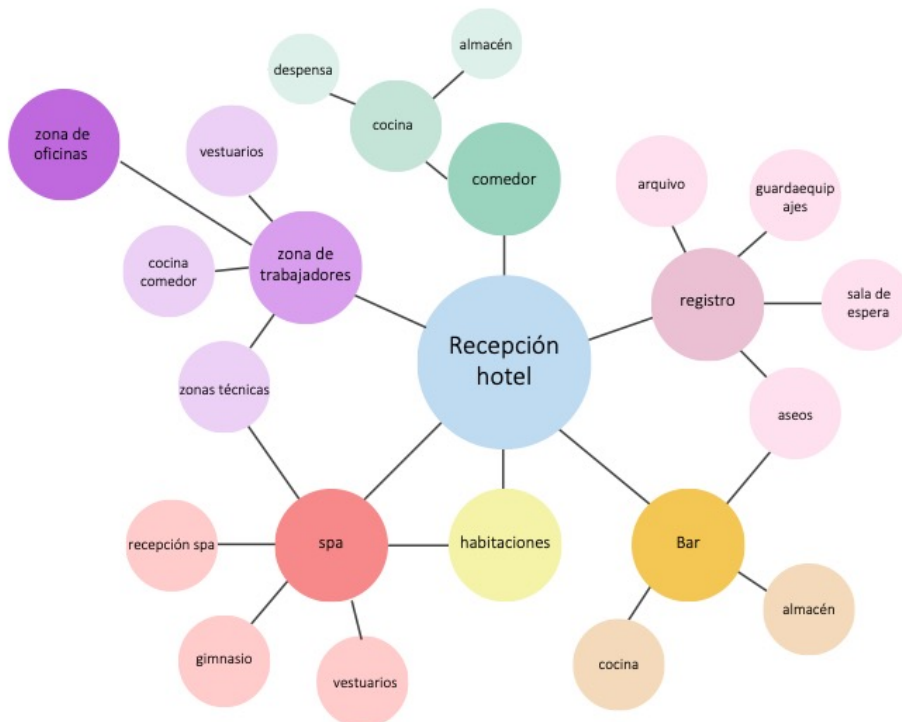 almacén
despensa
cocina
zona de
oficinas
vestuarios
comedor
arquivo
guardaequip
ajes
zona de
trabajadores
cocina
comedor
registro
sala de
espera
Recepción
hotel
zonas técnicas
aseos
recepción spa
spa
habitaciones
Bar
almacén
gimnasio
vestuarios
cocina